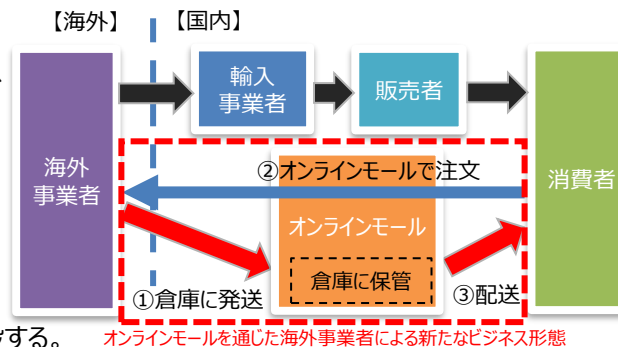 【海外】
【国内】
輸入
事業者
販売者
海外
事業者
消費者
②オンラインモールで注文
オンラインモール
倉庫に保管
①倉庫に発送
③配送
する。
オンラインモールを通じた海外事業者による新たなビジネス形態